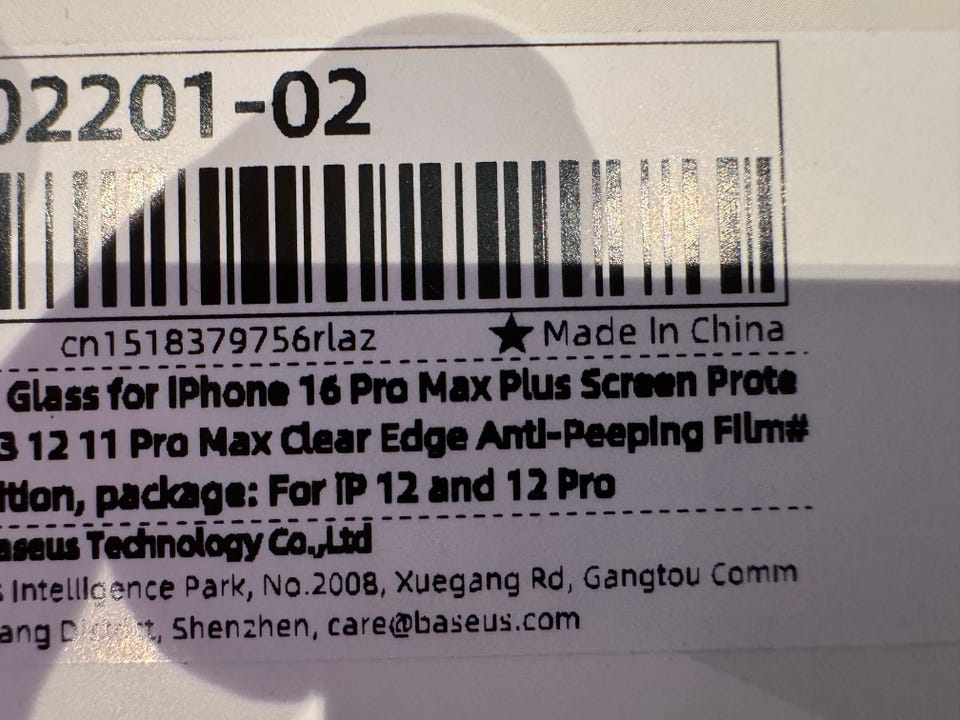 02201-02
cn1518379756rlaz ★Made In China
Glass for iPhone 16 Pro Max Plus Screen Prote
3 12 11 Pro Max Clear Edge Anti-Peeping Film#
ition, package: For iP 12 and 12 Pro
aseus Technology Co.,Ltd
s Intelligence Park, No.2008, Xuegang Rd, Gangtou Comm
ang District, Shenzhen, care@baseus.com